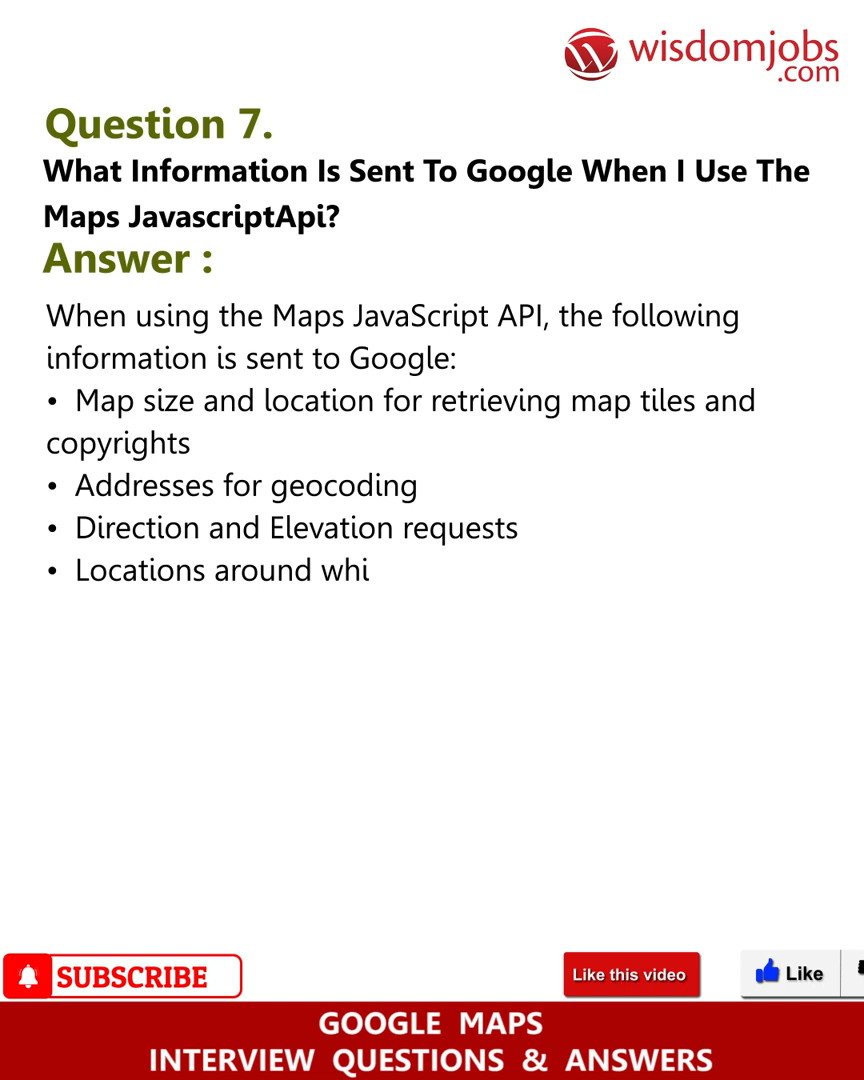 wisdomjobs
.com
Question 7.
What Information Is Sent To Google When I Use The
Maps JavascriptApi?
Answer :
When using the Maps JavaScript API, the following
information is sent to Google:
• Map size and location for retrieving map tiles and
copyrights
• Addresses for geocoding
• Direction and Elevation requests
• Locations around whi
SUBSCRIBE
Like this video
Like
GOOGLE MAPS
INTERVIEW QUESTIONS & ANSWERS